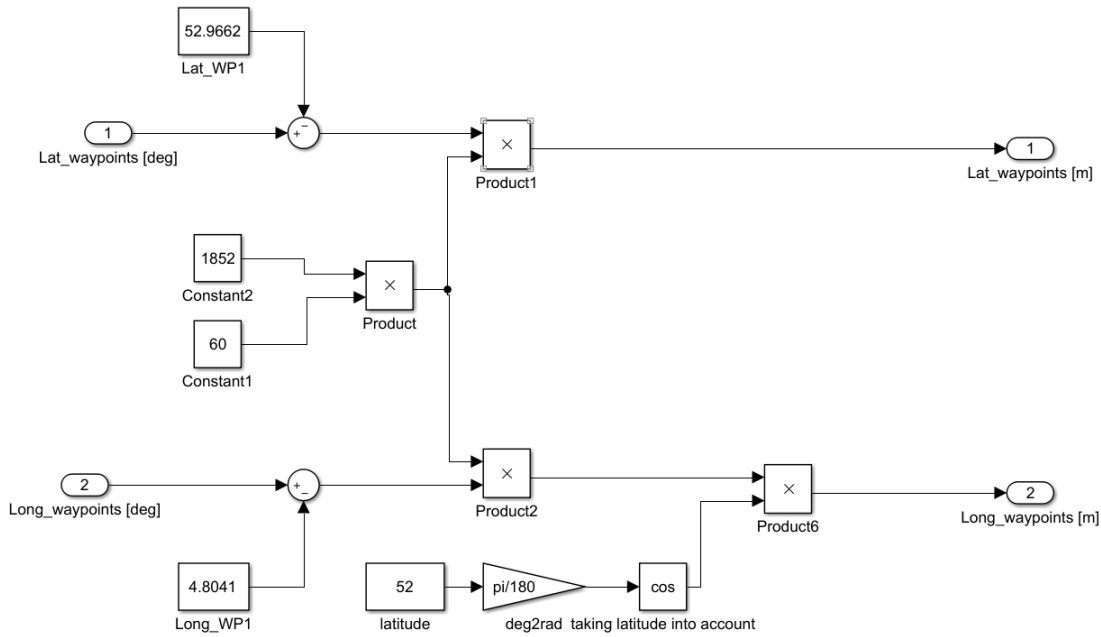 52.9662
Lat_WP1
1
Lat_waypoints [deg]
+
−
×
Product1
1
Lat_waypoints [m]
1852
Constant2
×
Product
60
Constant1
2
Long_waypoints [deg]
+
−
×
Product2
×
Product6
2
Long_waypoints [m]
4.8041
Long_WP1
52
latitude
pi/180
deg2rad
cos
taking latitude into account